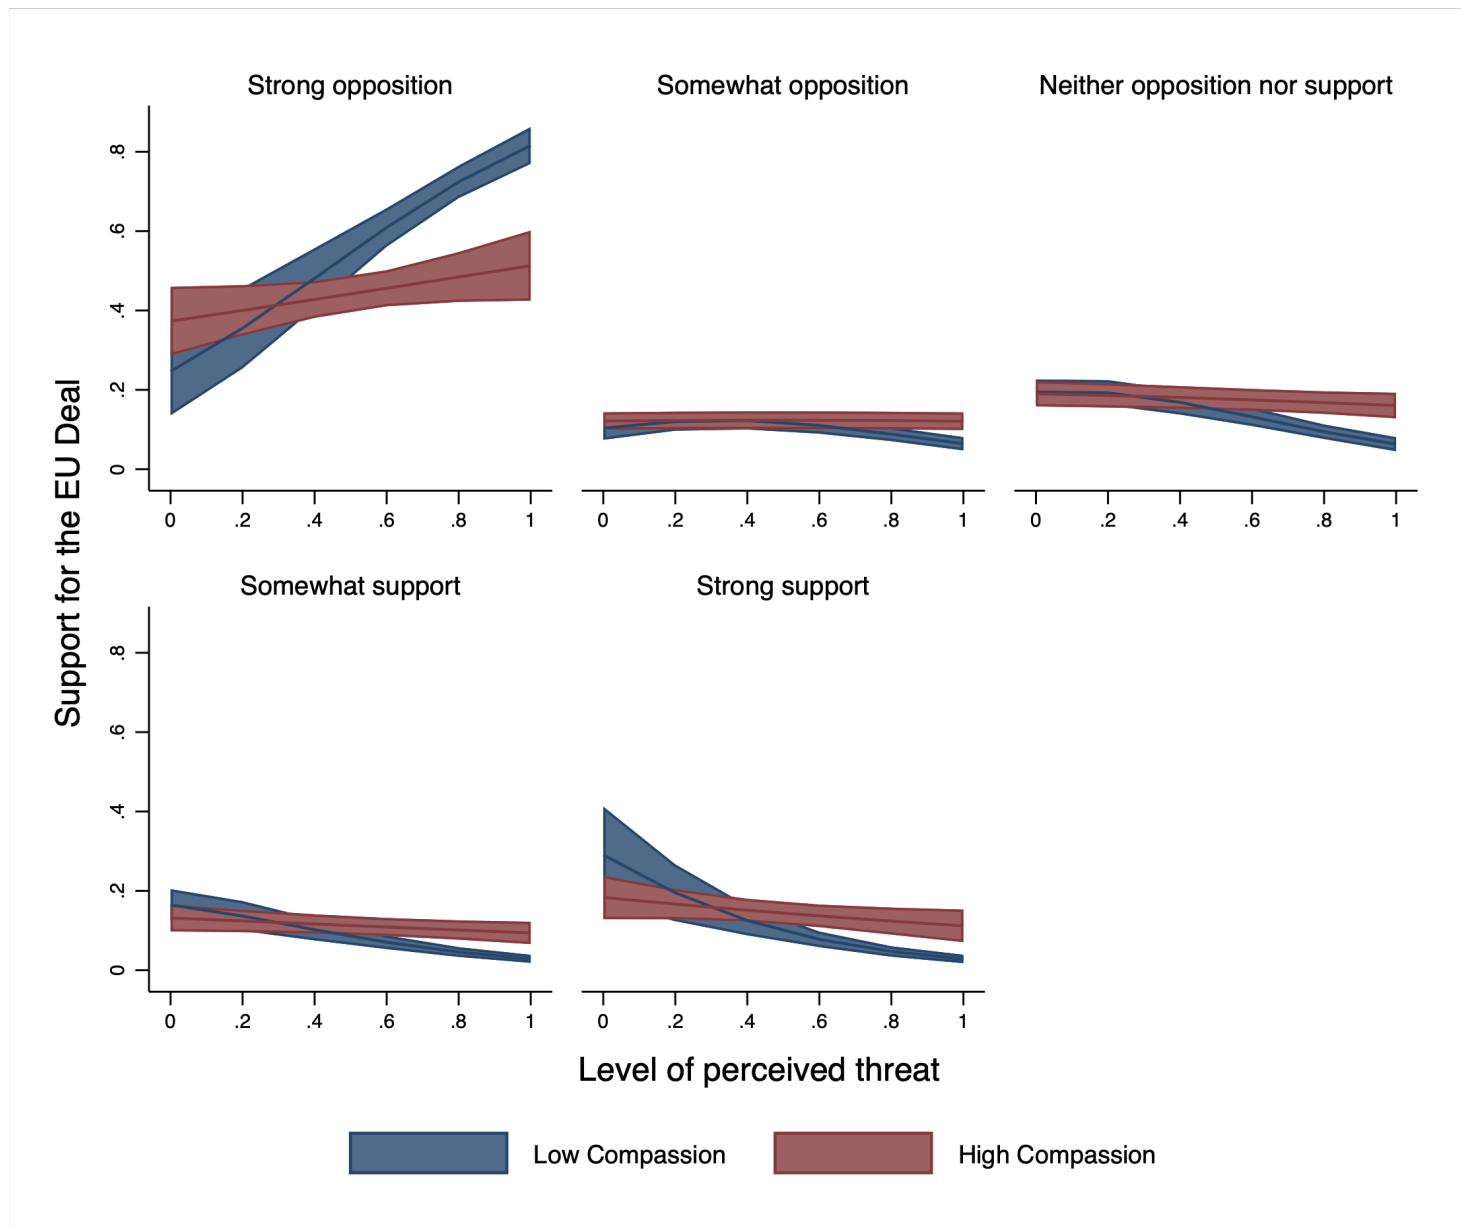 Strong opposition
Somewhat opposition
Neither opposition nor support
Support for the EU Deal
.8
.6
.4
.2
0
0 .2 .4 .6 .8 1
0 .2 .4 .6 .8 1
0 .2 .4 .6 .8 1
Somewhat support
Strong support
.8
.6
.4
.2
0
0 .2 .4 .6 .8 1
0 .2 .4 .6 .8 1
Level of perceived threat
Low Compassion
High Compassion